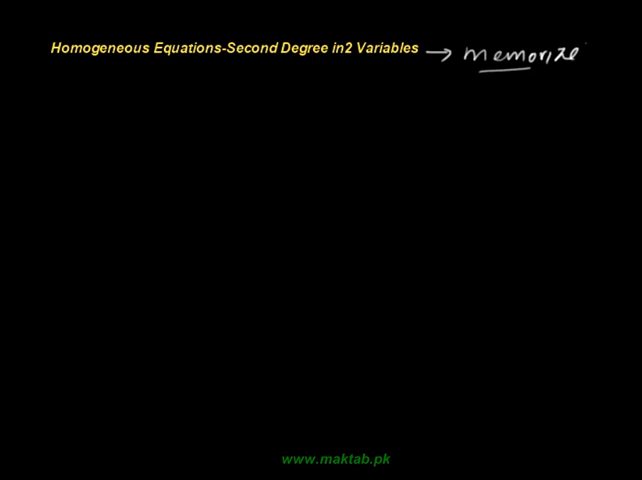 Homogeneous Equations-Second Degree in2 Variables → memorize
www.maktab.pk